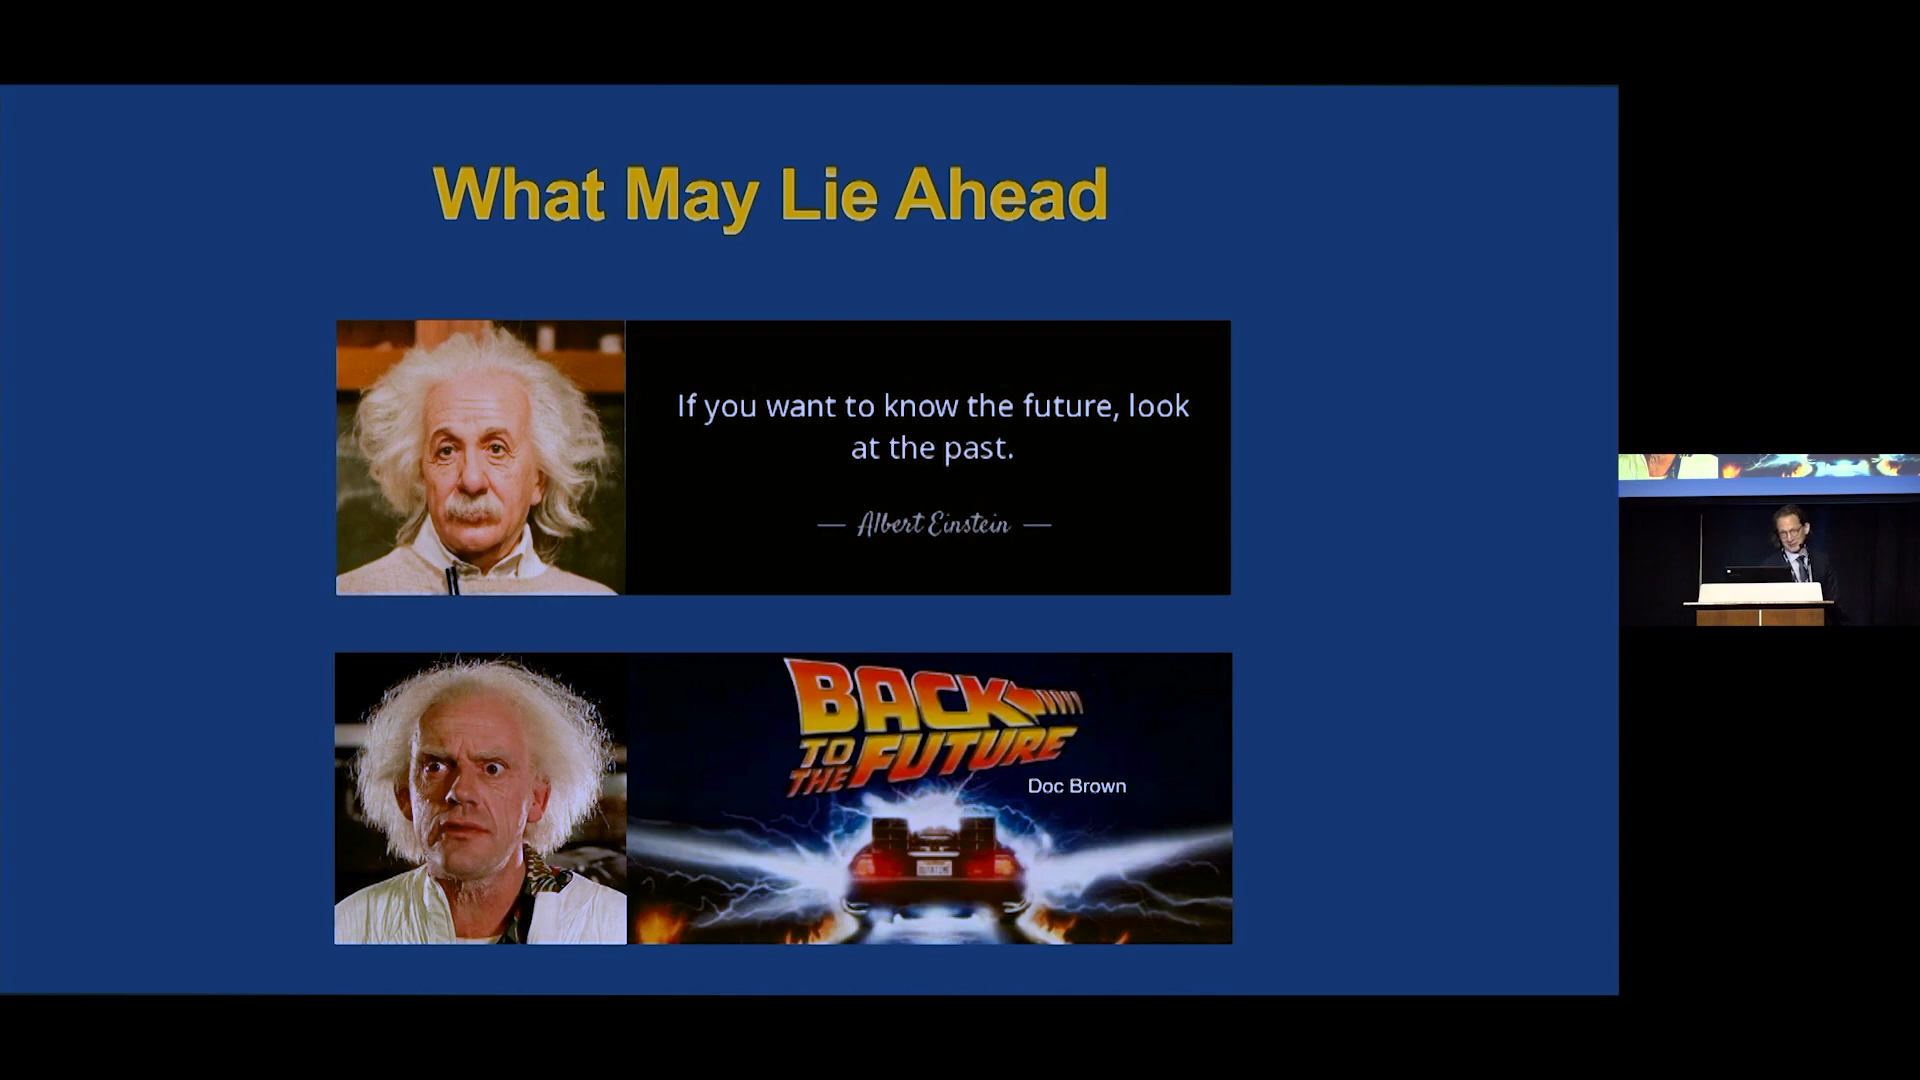 What May Lie Ahead
If you want to know the future, look
at the past.
— Albert Einstein —
BACK
TO
THE FUTURE
Doc Brown
OUTATIME